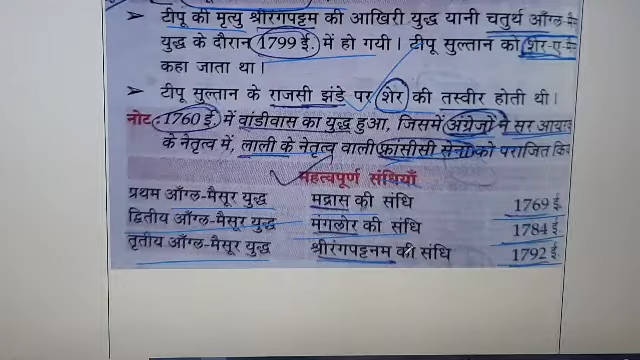 ➤ टीपू की मृत्यु श्रीरंगपट्टम की आखिरी युद्ध यानी चतुर्थ आँग्ल-
युद्ध के दौरान 1799 ई. में हो गयी। टीपू सुल्तान को शेर-ए-
कहा जाता था।
➤ टीपू सुल्तान के राजसी झंडे पर शेर की तस्वीर होती थी।
नोट : 1760 ई. में वांडीवास का युद्ध हुआ, जिसमें अंग्रेजों ने सर आयर
के नेतृत्व में, लाली के नेतृत्व वाली फ्रांसीसी सेना को पराजित
महत्वपूर्ण संधियाँ
प्रथम आँग्ल-मैसूर युद्ध मद्रास की संधि 1769 ई.
द्वितीय आँग्ल-मैसूर युद्ध मंगलोर की संधि 1784 ई.
तृतीय आँग्ल-मैसूर युद्ध श्रीरंगपट्टनम की संधि 1792 ई.